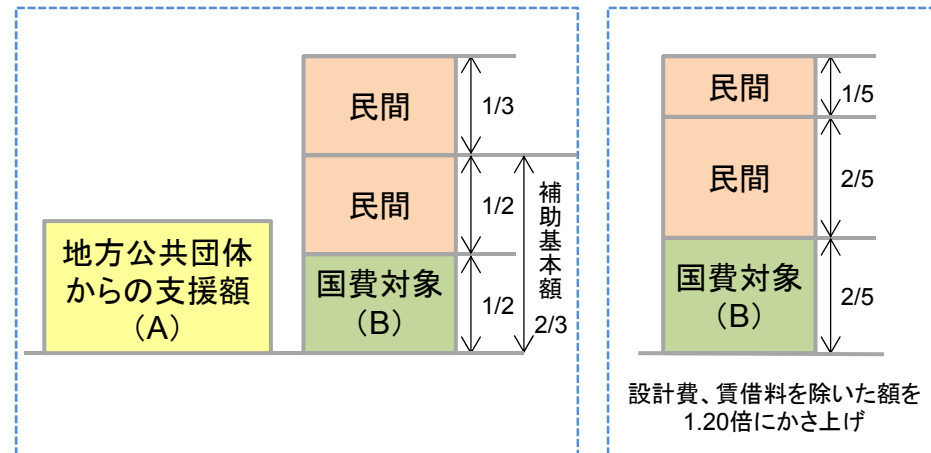 民間
1/3
民間
1/2
補助基本額
2/3
地方公共団体
からの支援額
（A）
国費対象
（B）
1/2
民間
1/5
民間
2/5
国費対象
（B）
2/5
設計費、賃借料を除いた額を
1.20倍にかさ上げ